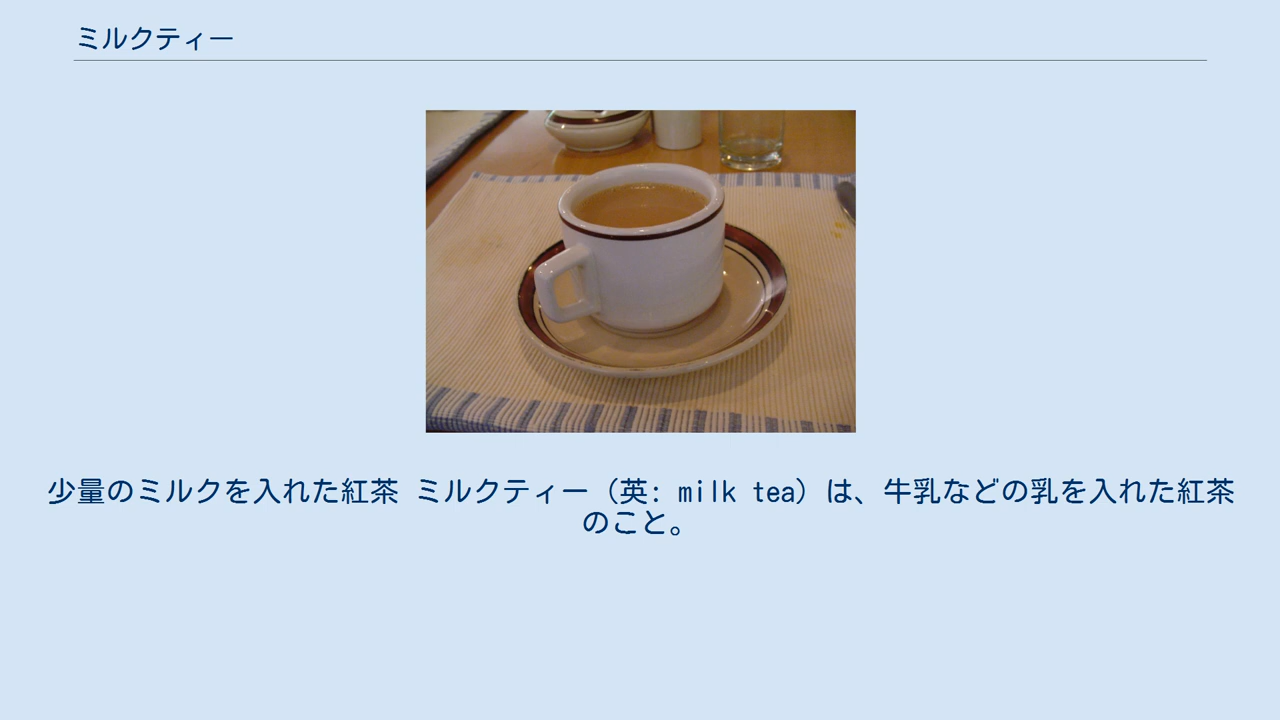 ミルクティー
少量のミルクを入れた紅茶 ミルクティー（英: milk tea）は、牛乳などの乳を入れた紅茶
のこと。